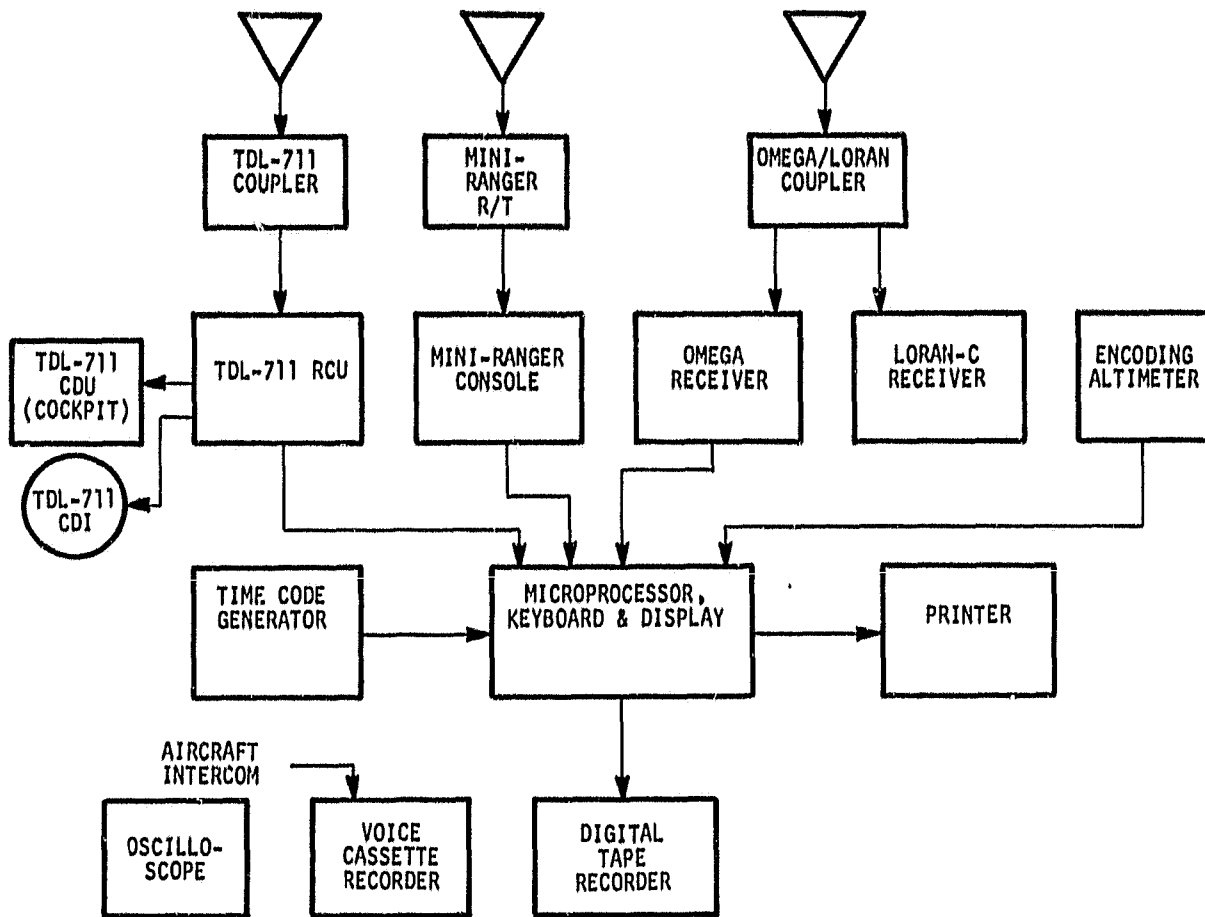 TDL-711
COUPLER
MINI-
RANGER
R/T
OMEGA/LORAN
COUPLER
TDL-711
CDU
(COCKPIT)
TDL-711 RCU
MINI-RANGER
CONSOLE
OMEGA
RECEIVER
LORAN-C
RECEIVER
ENCODING
ALTIMETER
TDL-711
CDI
TIME CODE
GENERATOR
MICROPROCESSOR,
KEYBOARD & DISPLAY
PRINTER
AIRCRAFT
INTERCOM
OSCILLO-
SCOPE
VOICE
CASSETTE
RECORDER
DIGITAL
TAPE
RECORDER